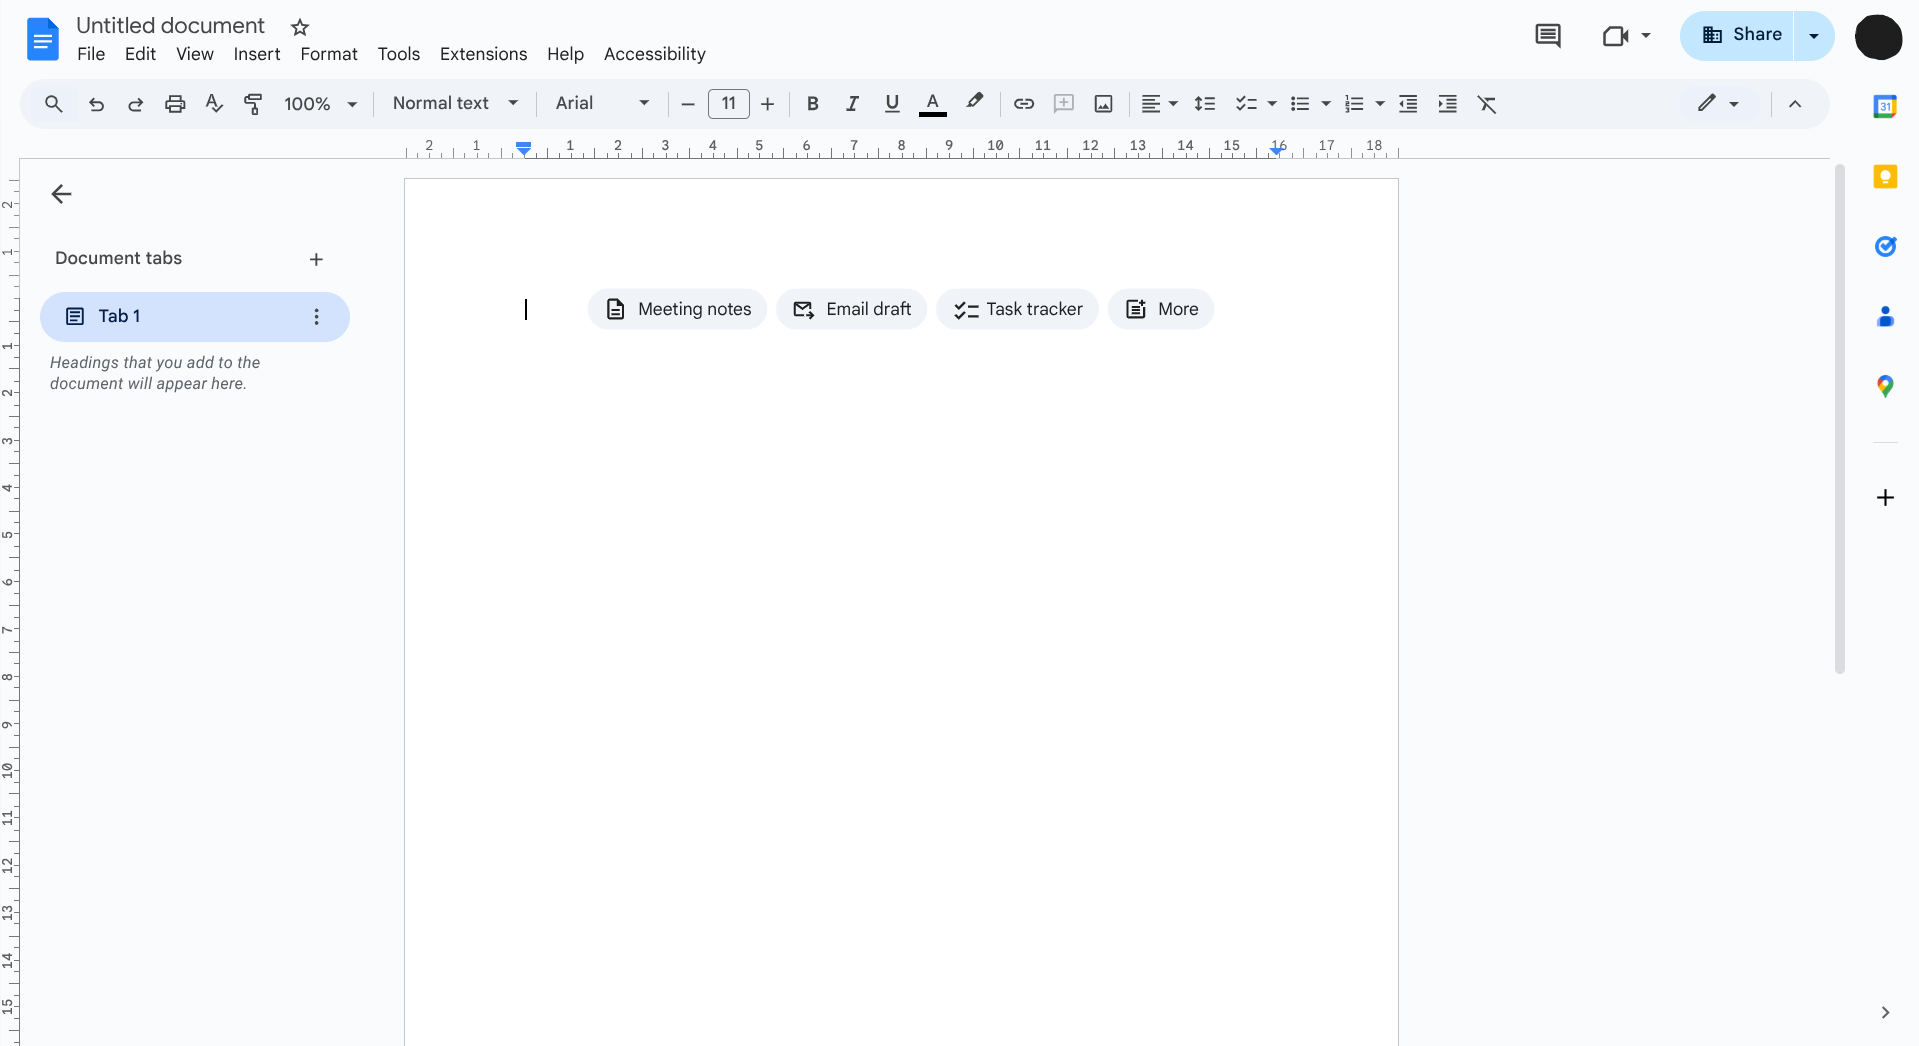 Untitled document
File Edit View Insert Format Tools Extensions Help Accessibility
Share
100% Normal text Arial 11 B I U A
2 1 1 2 3 4 5 6 7 8 9 10 11 12 13 14 15 16 17 18
31
Document tabs
Tab 1
Headings that you add to the
document will appear here.
Meeting notes Email draft Task tracker More
2
1
1
2
3
4
5
6
7
8
9
10
11
12
13
14
15